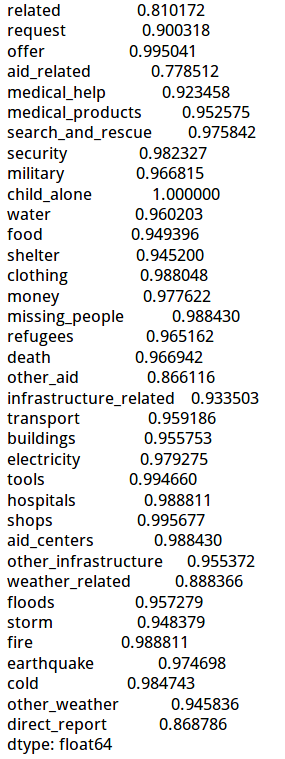 related 0.810172
request 0.900318
offer 0.995041
aid_related 0.778512
medical_help 0.923458
medical_products 0.952575
search_and_rescue 0.975842
security 0.982327
military 0.966815
child_alone 1.000000
water 0.960203
food 0.949396
shelter 0.945200
clothing 0.988048
money 0.977622
missing_people 0.988430
refugees 0.965162
death 0.966942
other_aid 0.866116
infrastructure_related 0.933503
transport 0.959186
buildings 0.955753
electricity 0.979275
tools 0.994660
hospitals 0.988811
shops 0.995677
aid_centers 0.988430
other_infrastructure 0.955372
weather_related 0.888366
floods 0.957279
storm 0.948379
fire 0.988811
earthquake 0.974698
cold 0.984743
other_weather 0.945836
direct_report 0.868786
dtype: float64